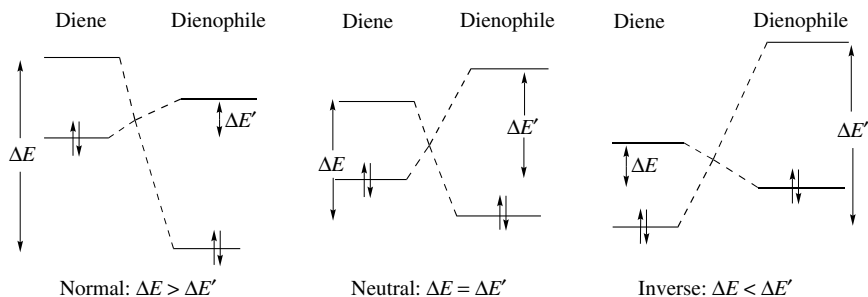 Diene Dienophile
ΔE ΔE′
Normal: ΔE > ΔE′
Diene Dienophile
ΔE ΔE′
Neutral: ΔE = ΔE′
Diene Dienophile
ΔE ΔE′
Inverse: ΔE < ΔE′